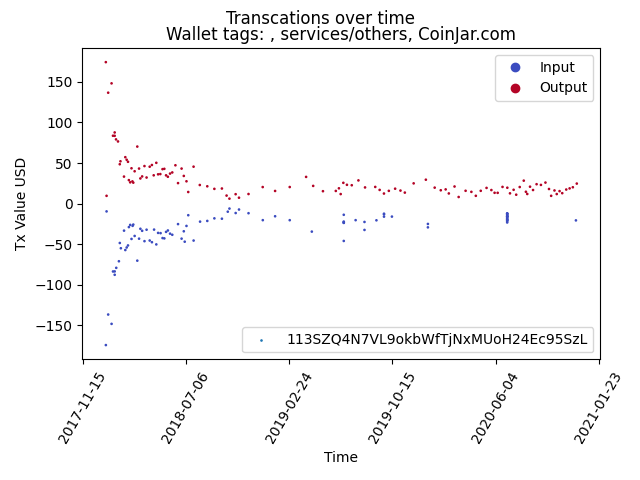 Transcations over time
Wallet tags: , services/others, CoinJar.com
Input
Output
Tx Value USD
150
100
50
0
−50
−100
−150
113SZQ4N7VL9okbWfTjNxMUoH24Ec95SzL
2017-11-15
2018-07-06
2019-02-24
2019-10-15
2020-06-04
2021-01-23
Time